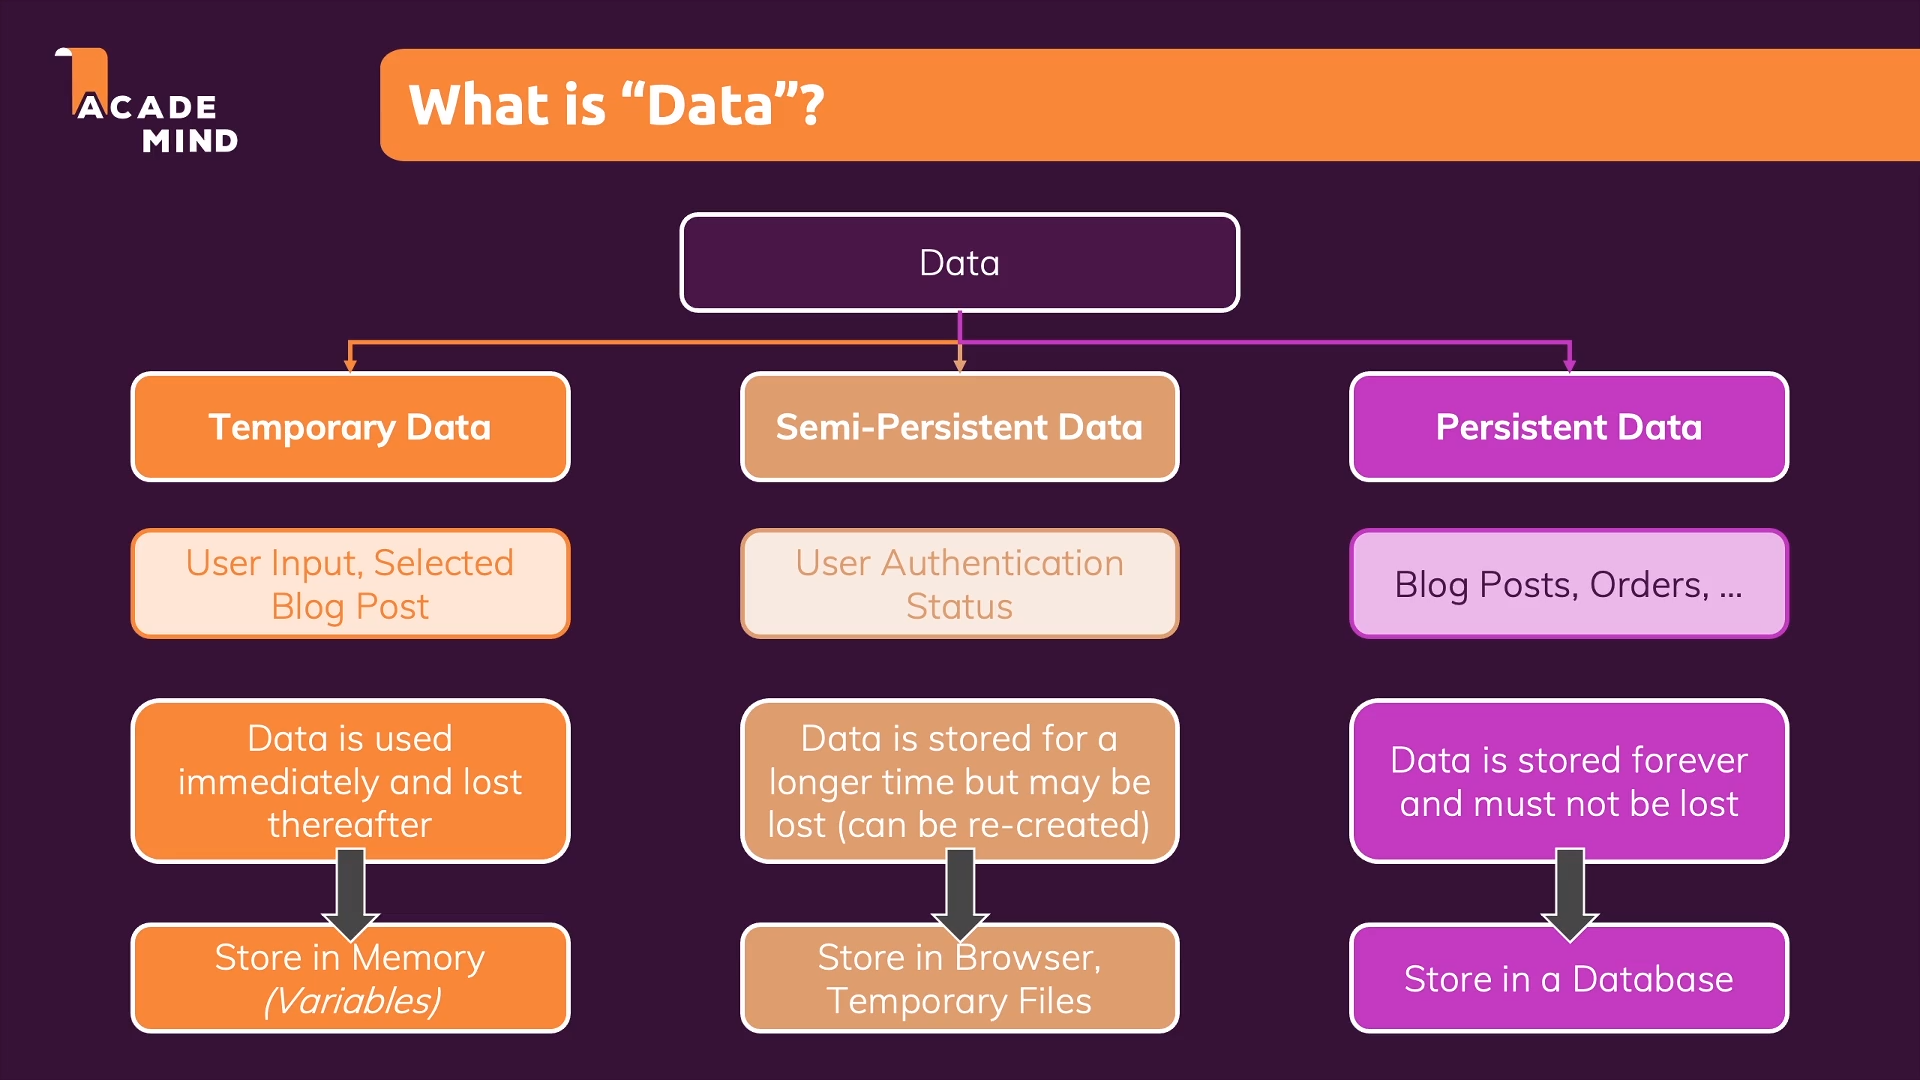 ACADE
MIND
What is “Data”?
Data
Temporary Data
Semi-Persistent Data
Persistent Data
User Input, Selected
Blog Post
User Authentication
Status
Blog Posts, Orders, ...
Data is used
immediately and lost
thereafter
Data is stored for a
longer time but may be
lost (can be re-created)
Data is stored forever
and must not be lost
Store in Memory
(Variables)
Store in Browser,
Temporary Files
Store in a Database